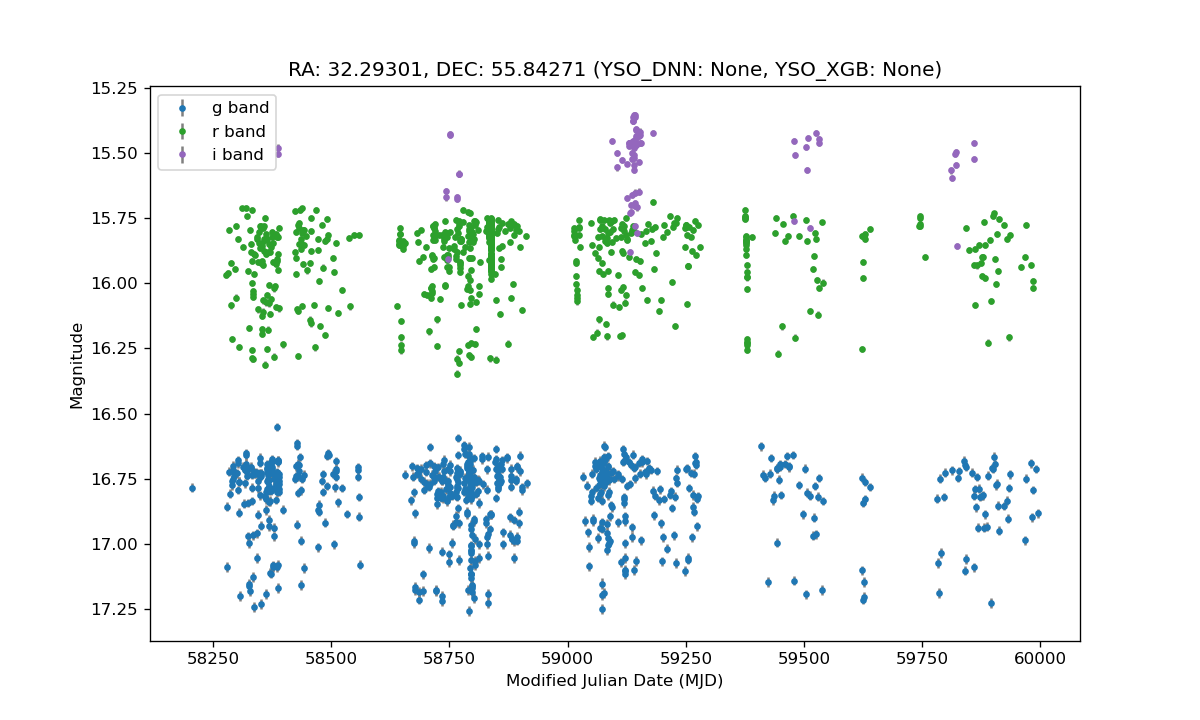 RA: 32.29301, DEC: 55.84271 (YSO_DNN: None, YSO_XGB: None)
g band
r band
i band
15.25
15.50
15.75
16.00
16.25
16.50
16.75
17.00
17.25
Magnitude
58250 58500 58750 59000 59250 59500 59750 60000
Modified Julian Date (MJD)